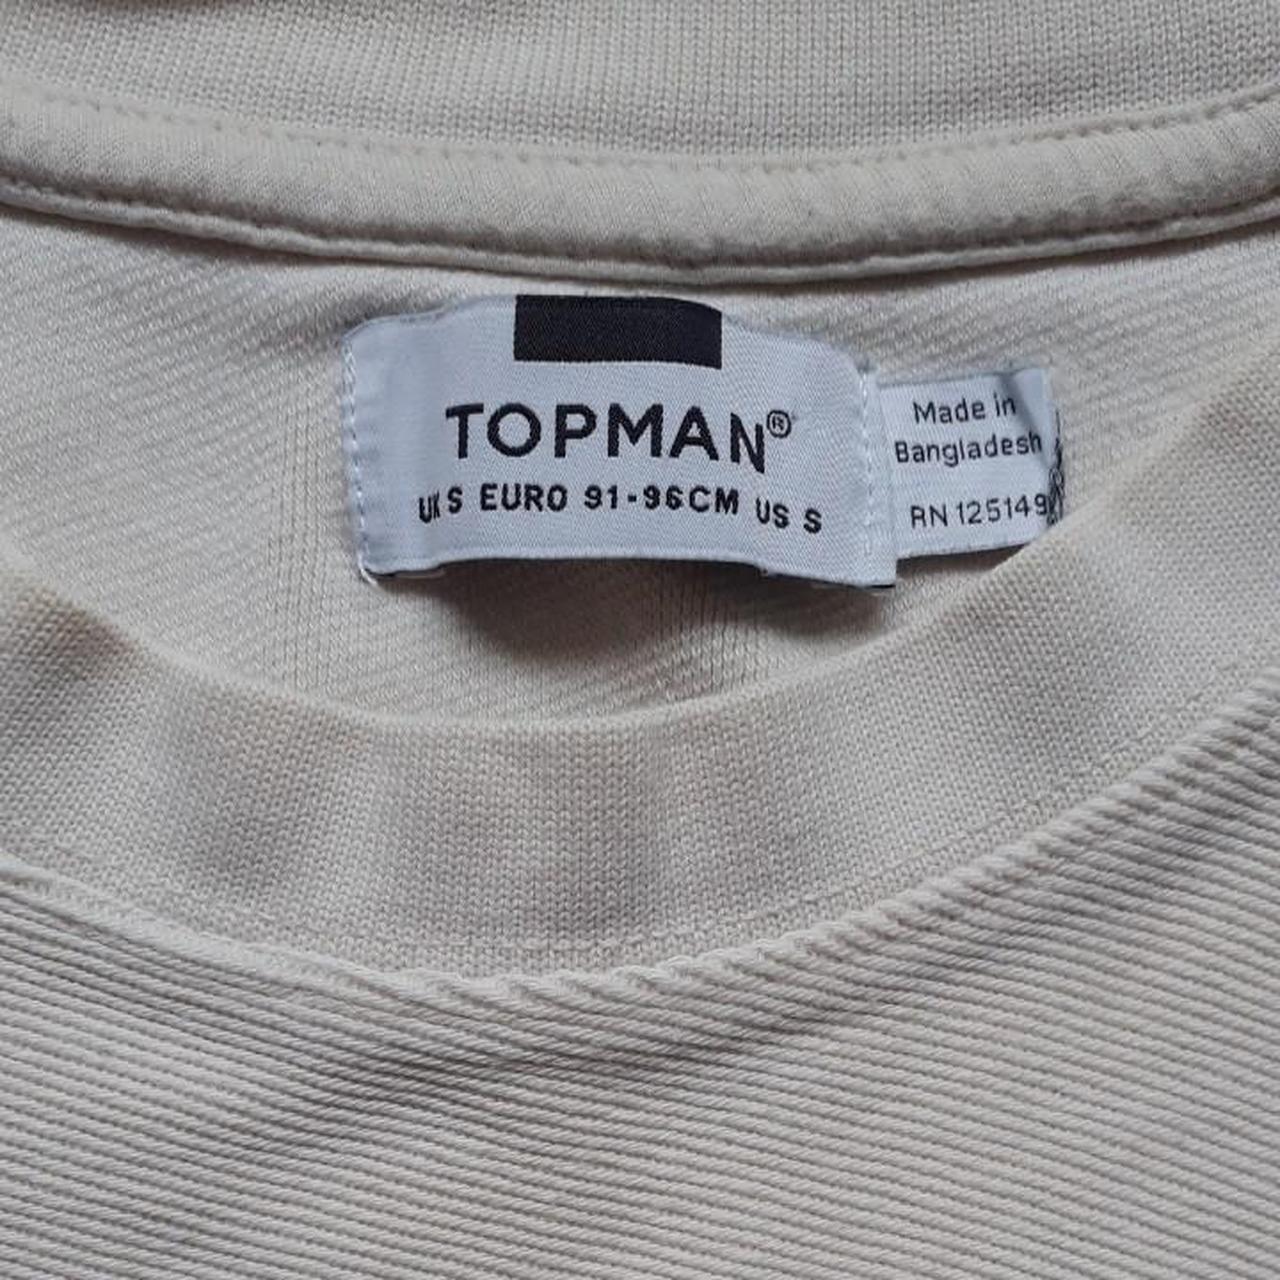 TOPMAN®
UK S EURO 91-96CM US S
Made in
Bangladesh
RN 125149